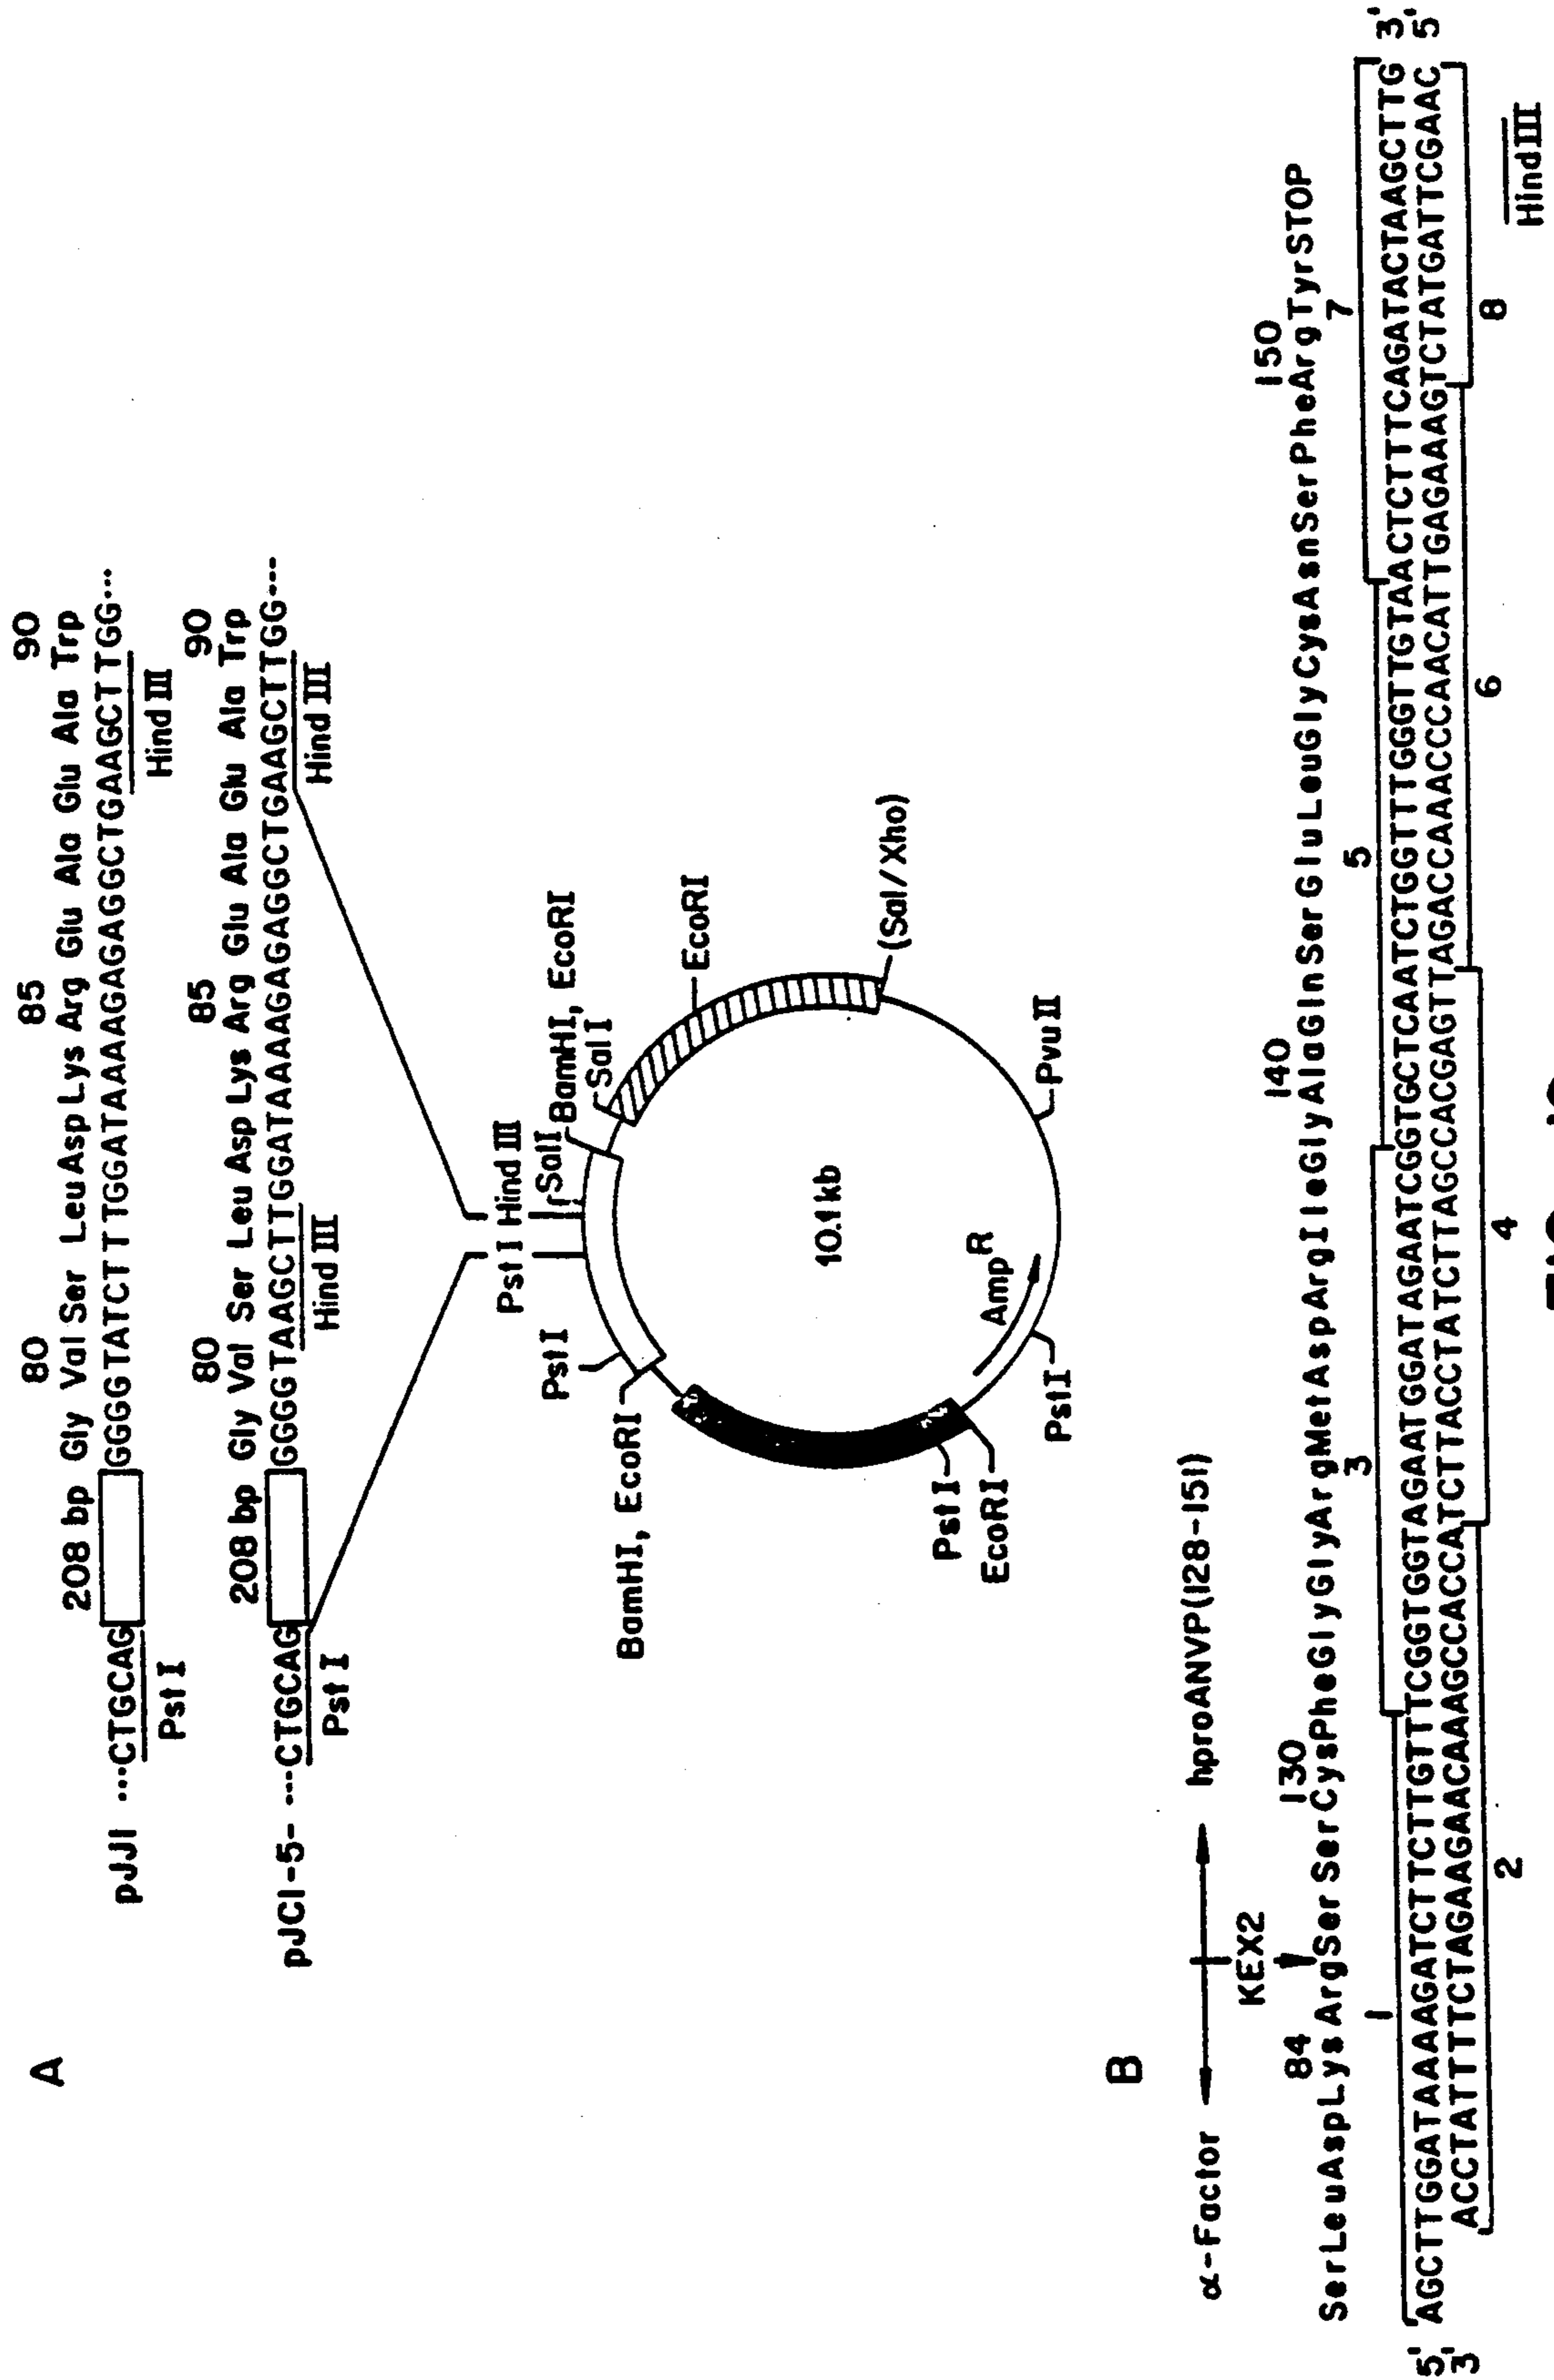 A
80 85 90
208 bp Gly Val Ser Leu Asp Lys Arg Glu Ala Glu Ala Trp
pJJ1 ...CTGCAG GGGGTATCTTTGGATAAAAGAGAGGCTGAAGCTTGG...
Pst I Hind III
80 85 90
208 bp Gly Val Ser Leu Asp Lys Arg Glu Ala Glu Ala Trp
pJC1-5- ---CTGCAG GGGGTAAGCTTGGATAAAAGAGAGGCTGAAGCTTGG---
Pst I Hind III Hind III
Pst I Hind III
SalI
BamHI, EcoRI
Sal I
Pst I
BamHI, EcoRI
EcoRI
10.1 kb
(Sal/Xho)
Amp R
Pst I
EcoRI
Pst I
Pvu II
B
α-Factor hproANVP(128-151)
KEX2
84 130 140 150
SerLeuAspLysArgSerSerCysPheGlyGlyArgMetAspArgIleGlyAlaGlnSerGluLeuGlyCysAsnSerPheArgTyrSTOP
1 3 5 7
5' AGCTTGGATAAAAGATCTTCTTGTTTCGGTGGTAGAATGGATAGAATCGGTGCTCAATCTGGTTTGGGTTGTAACTCTTTCAGATACTAAGCTTG 3'
3' ACCTATTTTCTAGAAGAACAAAGCCACCATCTTACCTATCTTAGCCACGAGTTAGACCAAACCCAACATTGAGAAAGTCTATGATTCGAAC 5'
2 4 6 8
Hind III